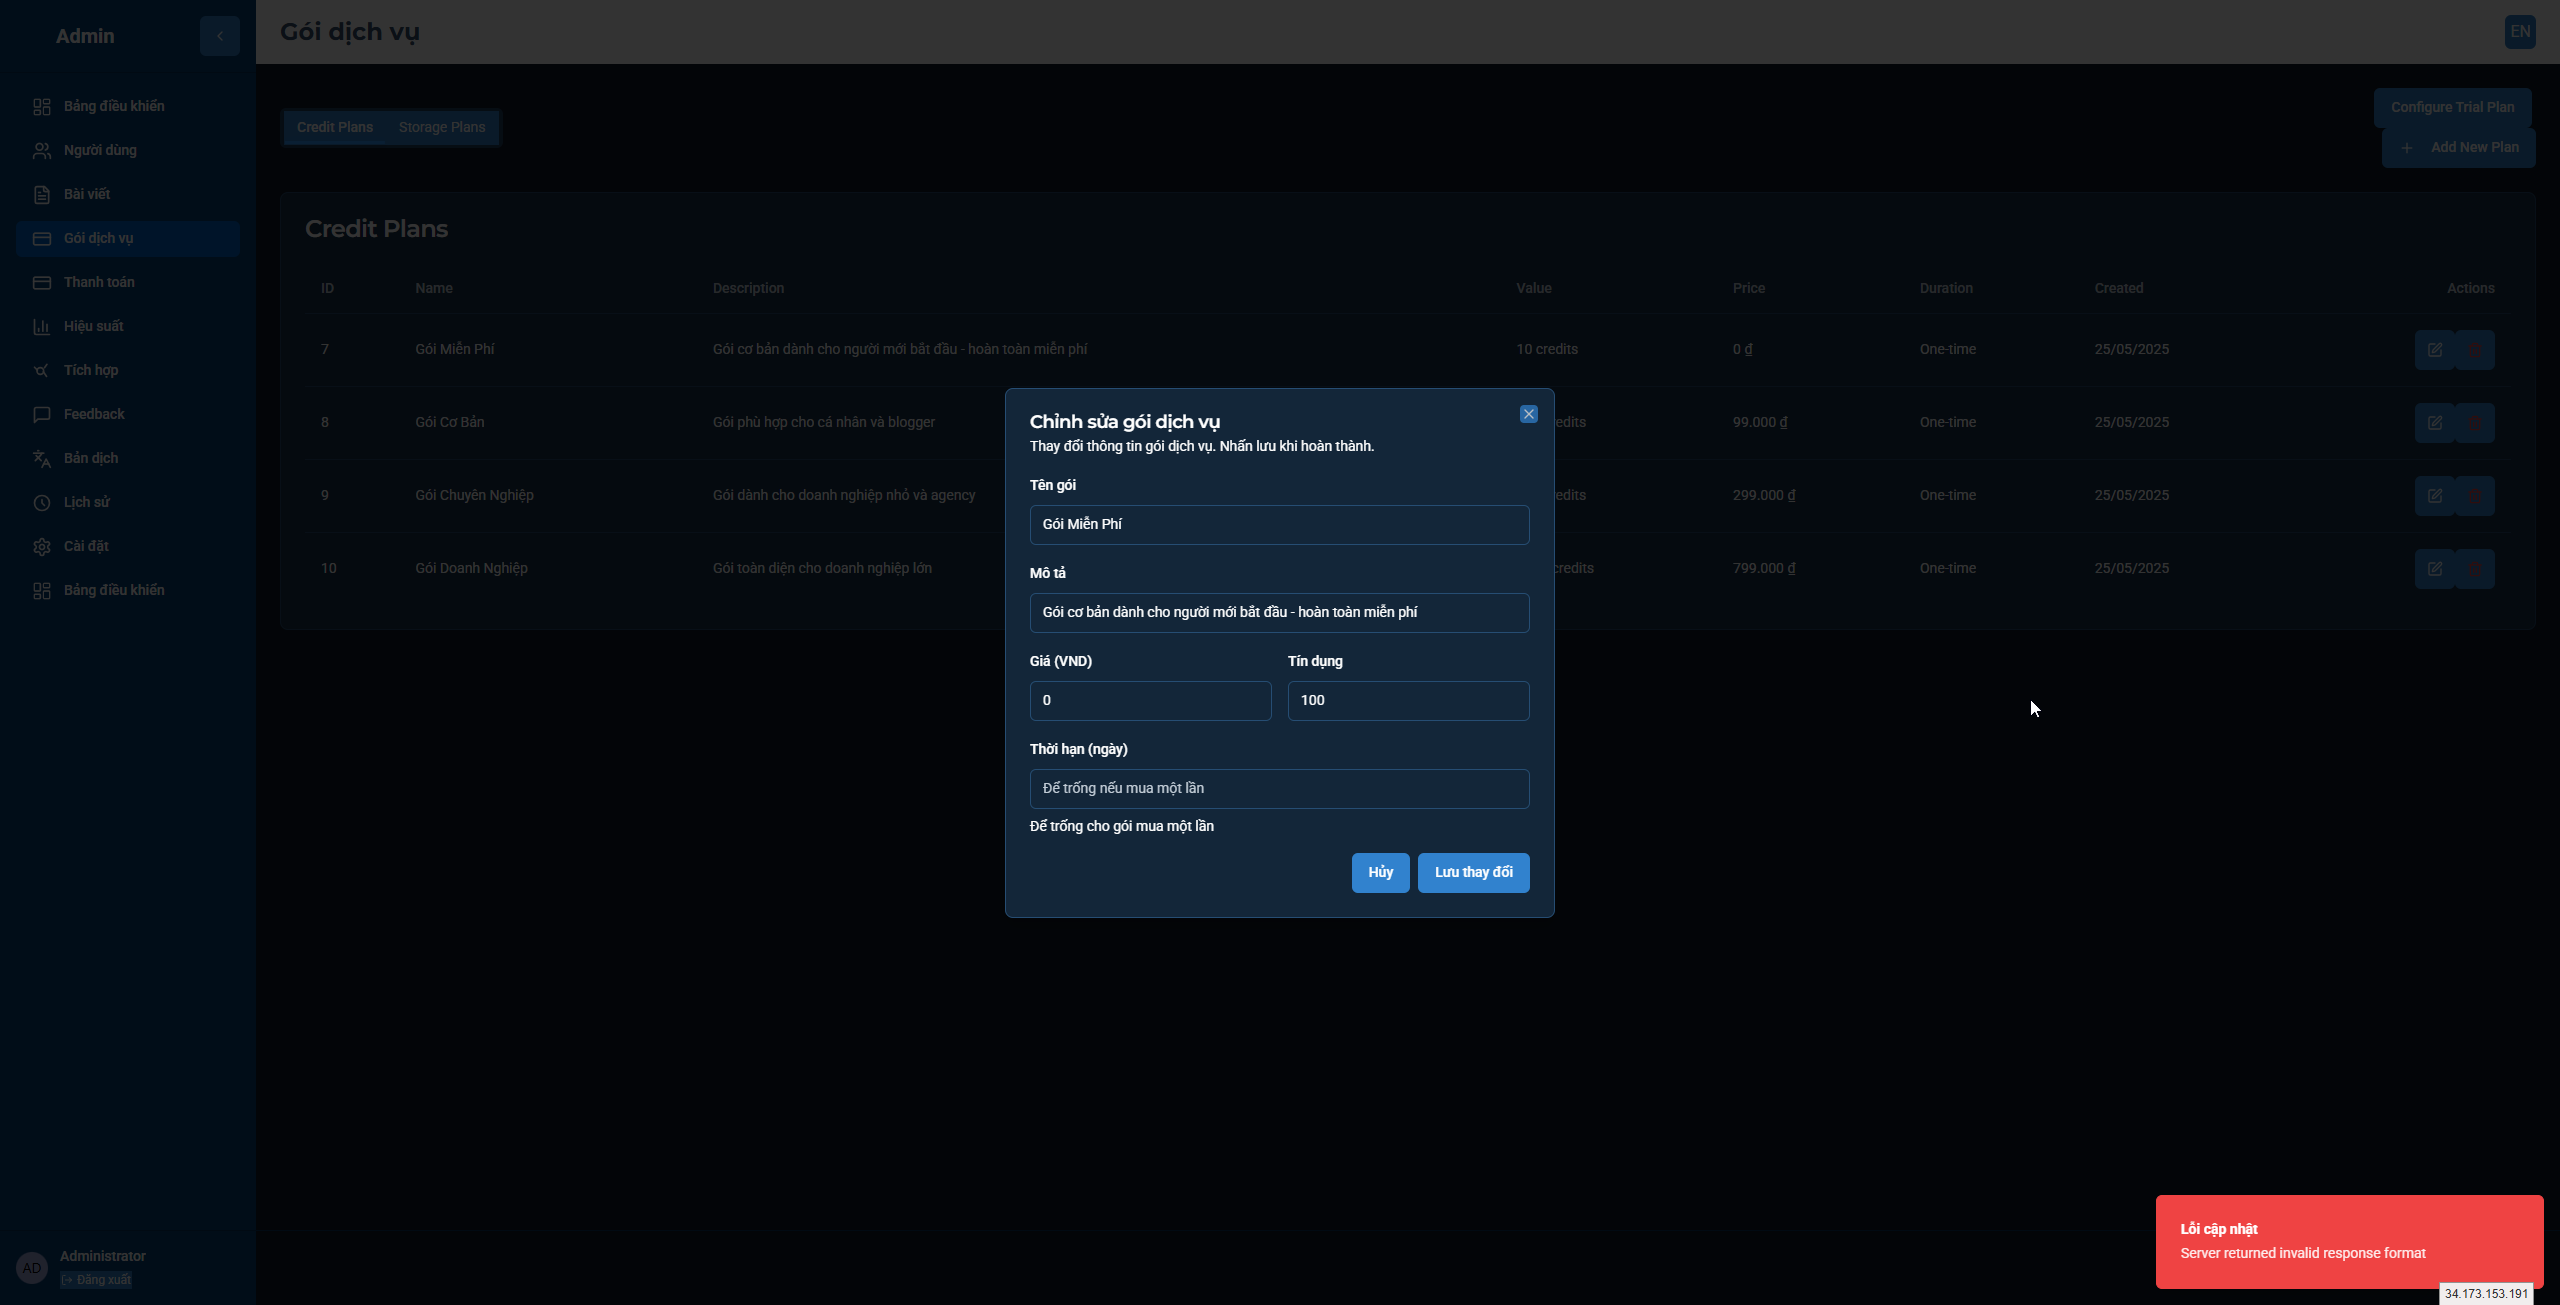 Admin
Gói dịch vụ
EN
Bảng điều khiển
Người dùng
Bài viết
Gói dịch vụ
Thanh toán
Hiệu suất
Tích hợp
Feedback
Bản dịch
Lịch sử
Cài đặt
Bảng điều khiển
Credit Plans Storage Plans
Configure Trial Plan
+ Add New Plan
Credit Plans
ID Name Description Value Price Duration Created Actions
7 Gói Miễn Phí Gói cơ bản dành cho người mới bắt đầu - hoàn toàn miễn phí 10 credits 0 ₫ One-time 25/05/2025
8 Gói Cơ Bản Gói phù hợp cho cá nhân và blogger edits 99.000 ₫ One-time 25/05/2025
9 Gói Chuyên Nghiệp Gói dành cho doanh nghiệp nhỏ và agency edits 299.000 ₫ One-time 25/05/2025
10 Gói Doanh Nghiệp Gói toàn diện cho doanh nghiệp lớn credits 799.000 ₫ One-time 25/05/2025
Chỉnh sửa gói dịch vụ
Thay đổi thông tin gói dịch vụ. Nhấn lưu khi hoàn thành.
Tên gói
Gói Miễn Phí
Mô tả
Gói cơ bản dành cho người mới bắt đầu - hoàn toàn miễn phí
Giá (VND) Tín dụng
0 100
Thời hạn (ngày)
Để trống nếu mua một lần
Để trống cho gói mua một lần
Hủy Lưu thay đổi
AD Administrator
Đăng xuất
Lỗi cập nhật
Server returned invalid response format
34.173.153.191